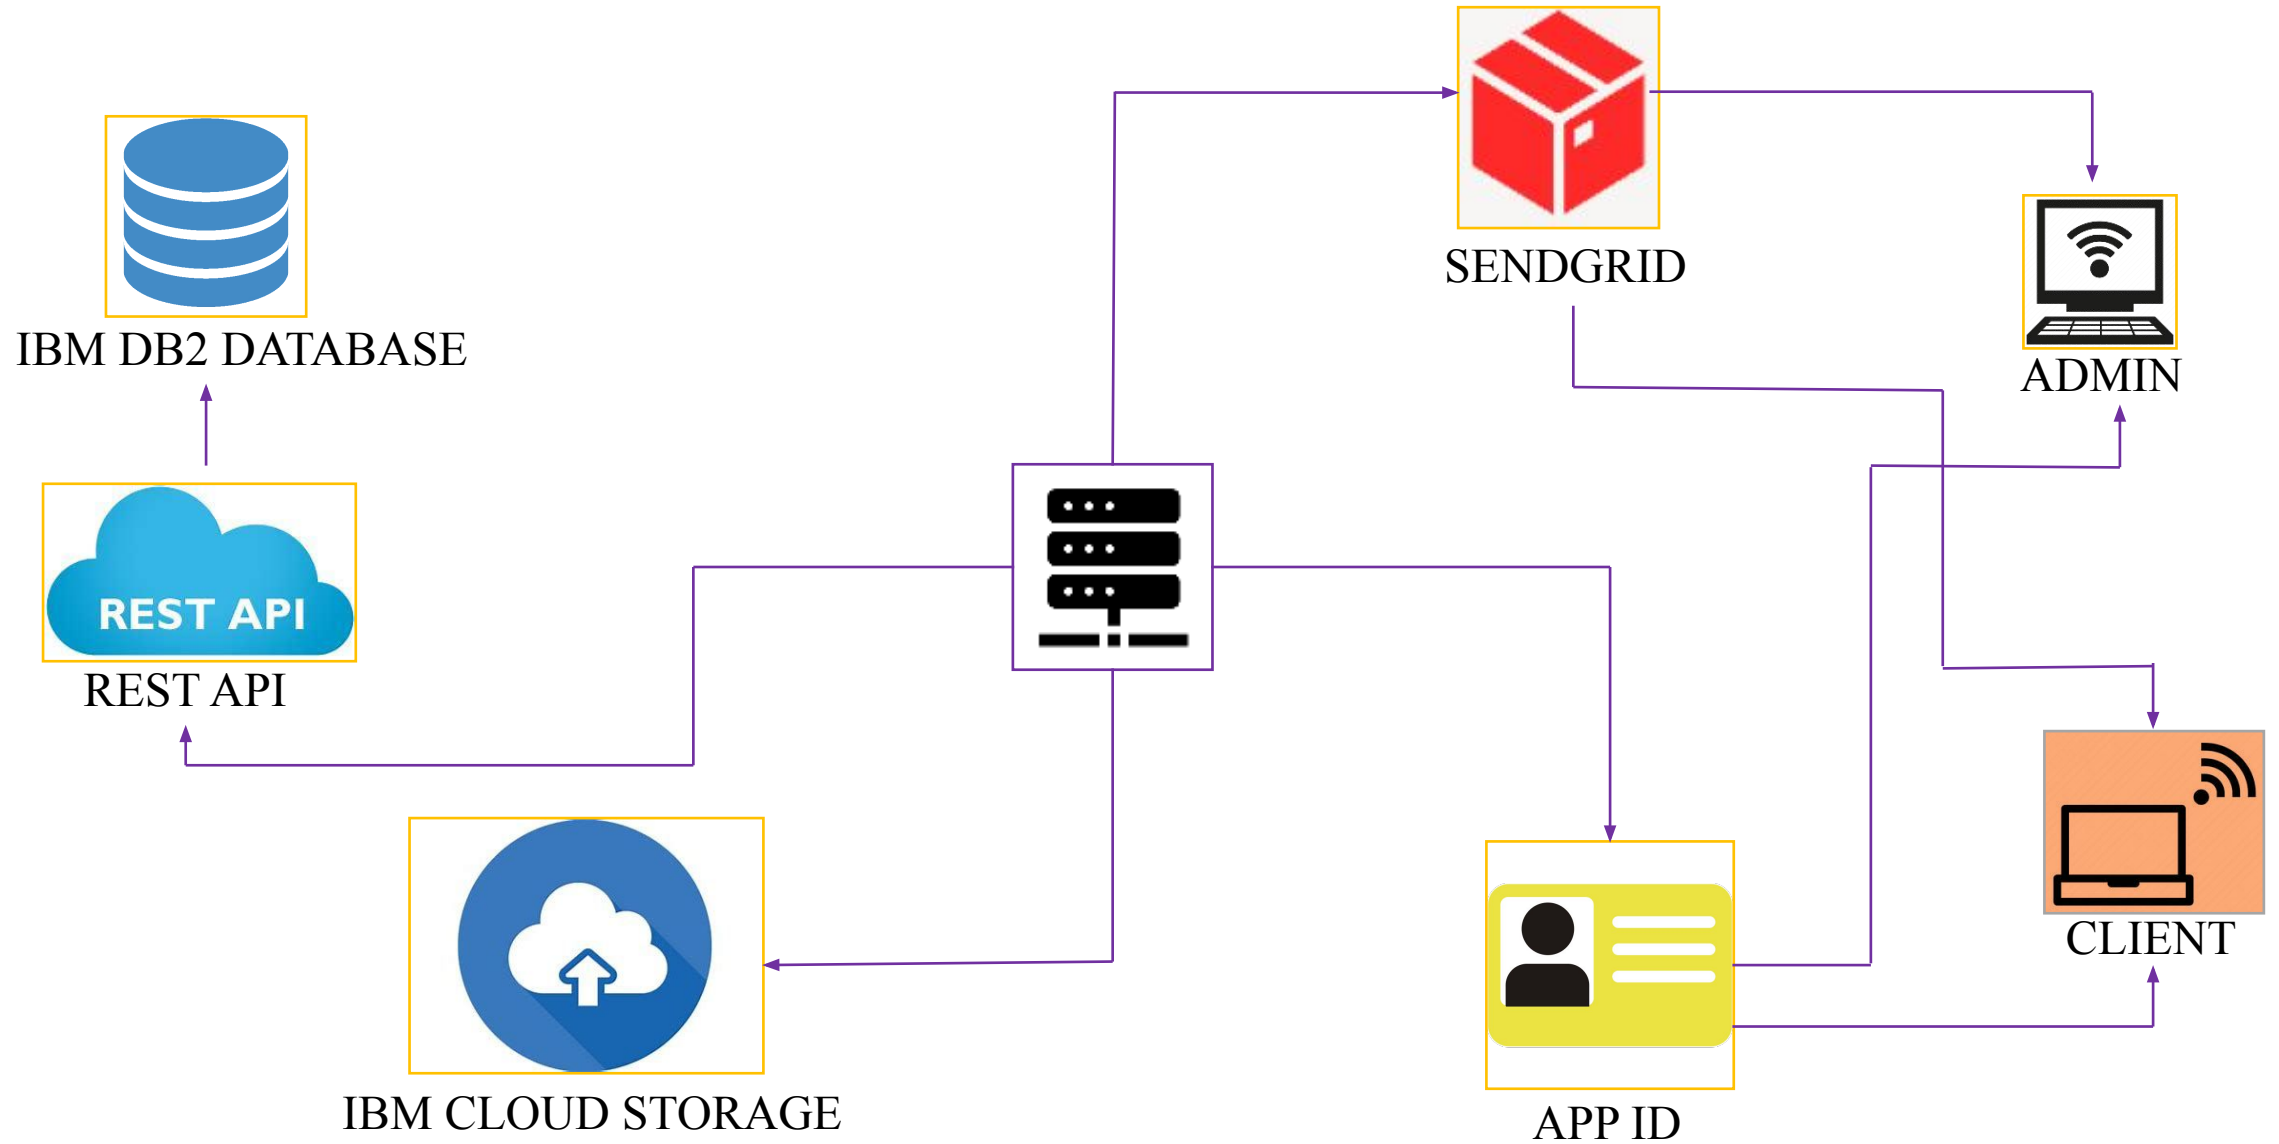 SENDGRID
IBM DB2 DATABASE
ADMIN
REST API
REST API
CLIENT
IBM CLOUD STORAGE
APP ID